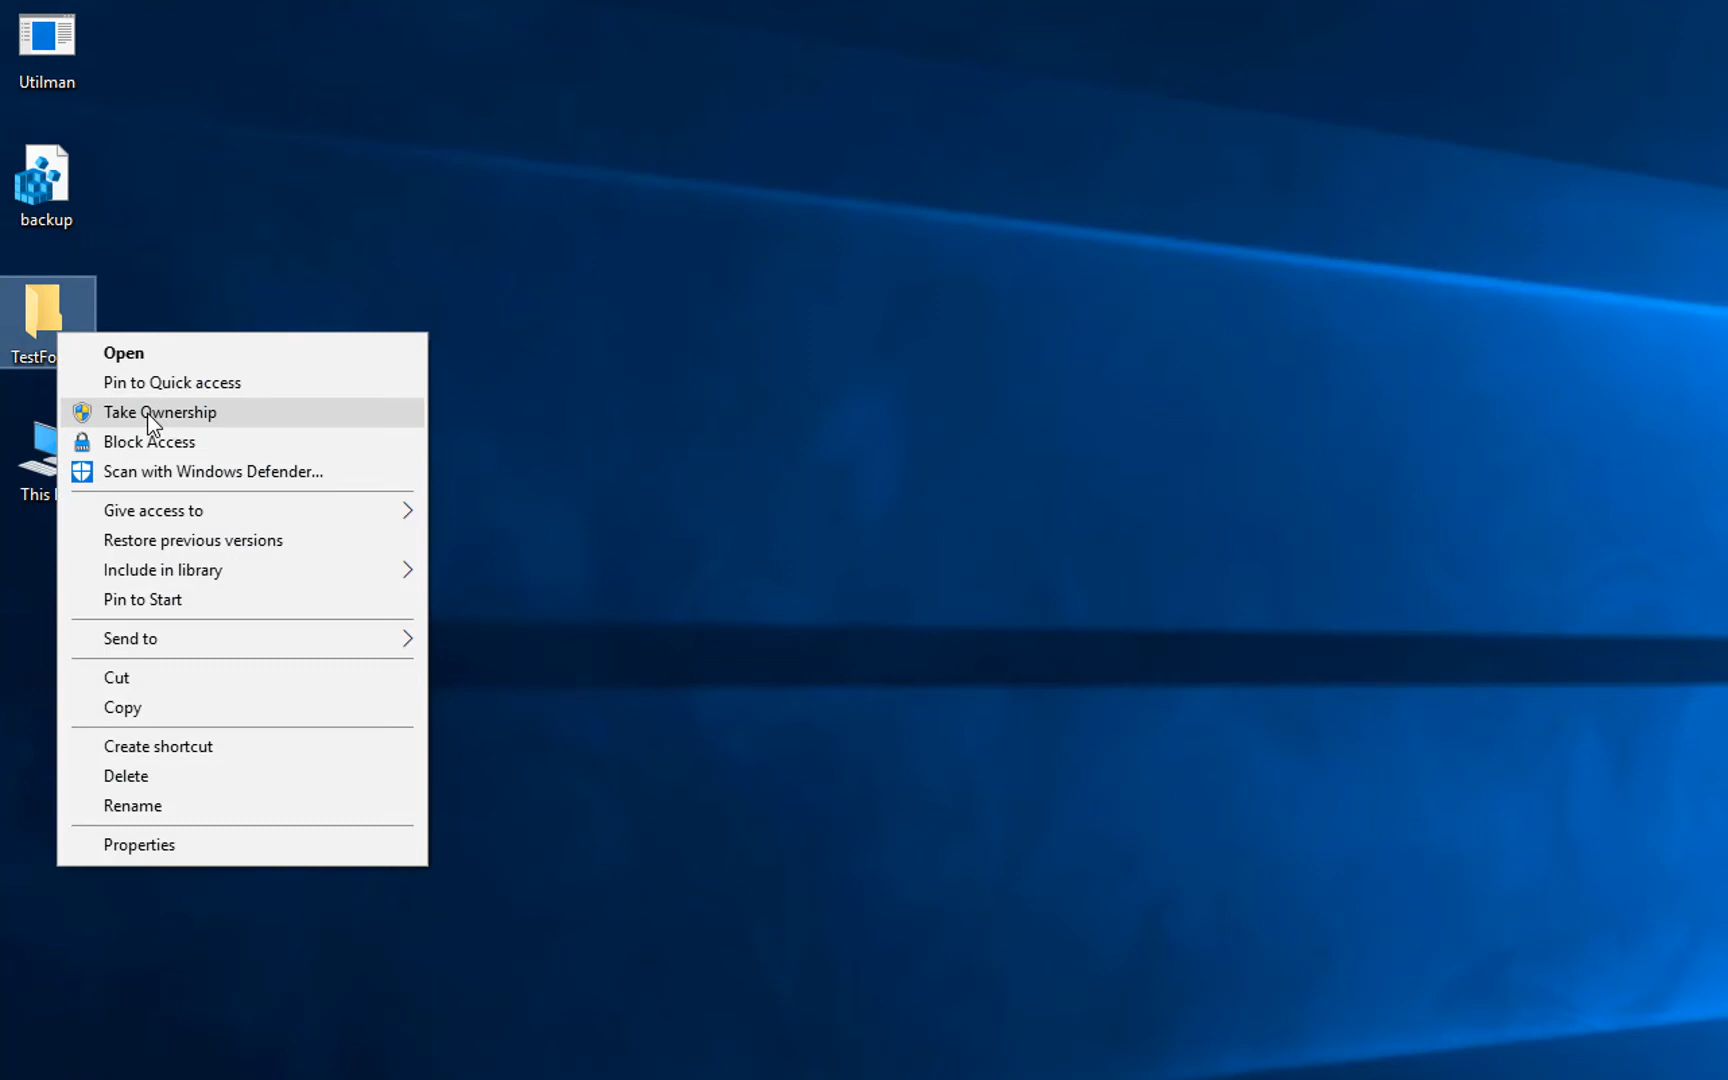 Utilman
backup
TestFo
This
Open
Pin to Quick access
Take Ownership
Block Access
Scan with Windows Defender...
Give access to
Restore previous versions
Include in library
Pin to Start
Send to
Cut
Copy
Create shortcut
Delete
Rename
Properties